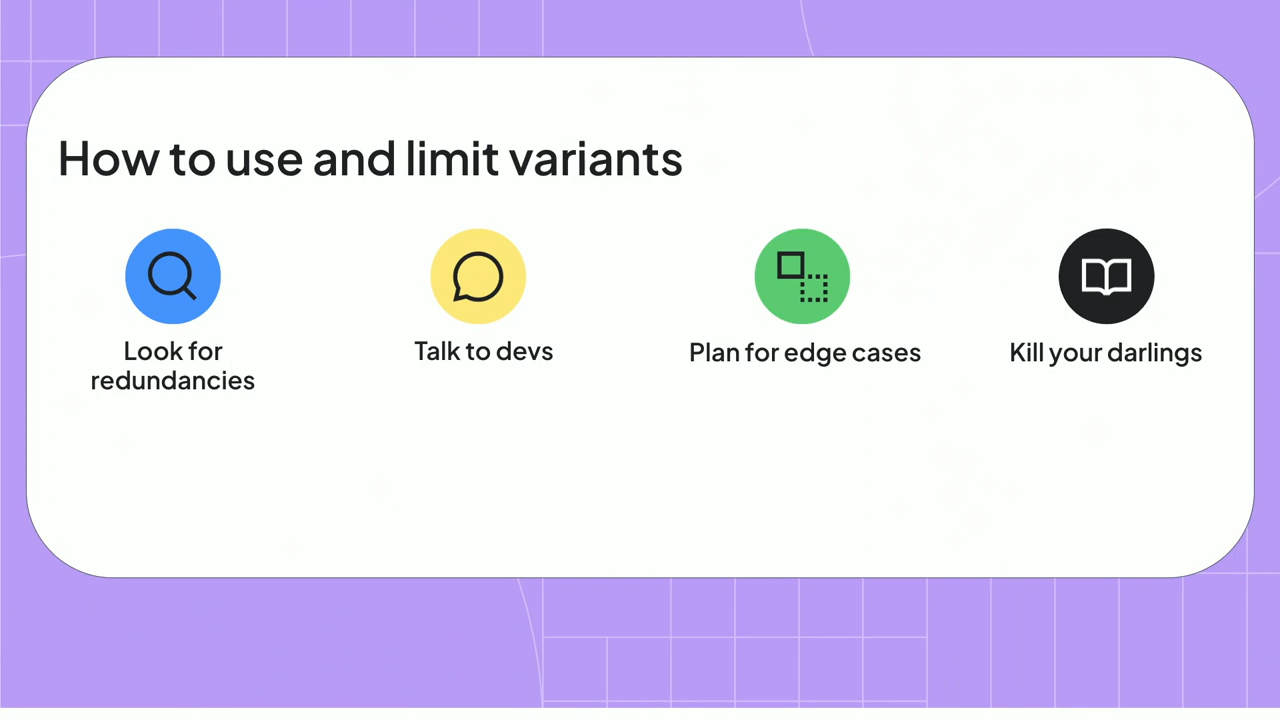 How to use and limit variants
Look for
redundancies
Talk to devs
Plan for edge cases
Kill your darlings